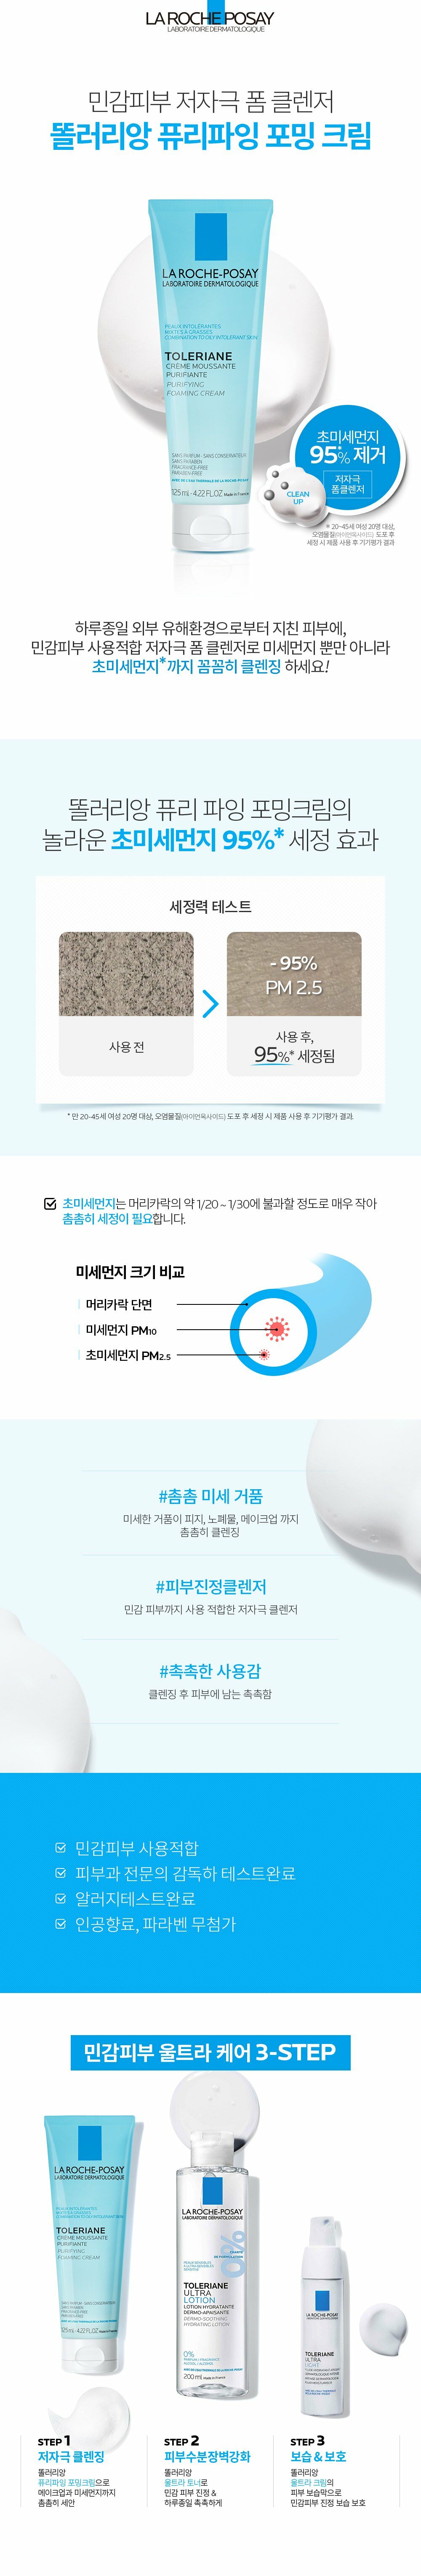 LA ROCHE POSAY
LABORATOIRE DERMATOLOGIQUE
민감피부 저자극 폼 클렌저
똘러리앙 퓨리파잉 포밍 크림
LA ROCHE-POSAY
LABORATOIRE DERMATOLOGIQUE
PEAUX INTOLÉRANTES
MIXTES À GRASSES
COMBINATION TO OILY INTOLERANT SKIN
TOLERIANE
CRÈME MOUSSANTE
PURIFIANTE
PURIFYING
FOAMING CREAM
SANS PARFUM - SANS CONSERVATEUR
SANS PARABEN
FRAGRANCE-FREE
PARABEN-FREE
AVEC DE L'EAU THERMALE DE LA ROCHE-POSAY
125 ml - 4.22 FL.OZ Made in France
초미세먼지
95*% 제거
저자극
폼클렌저
CLEAN
UP
* 20~45세 여성 20명 대상,
오염물질(아이언옥사이드) 도포 후
세정 시 제품 사용 후 기기평가 결과
하루종일 외부 유해환경으로부터 지친 피부에,
민감피부 사용적합 저자극 폼 클렌저로 미세먼지 뿐만 아니라
초미세먼지*까지 꼼꼼히 클렌징 하세요!
똘러리앙 퓨리 파잉 포밍크림의
놀라운 초미세먼지 95%* 세정 효과
세정력 테스트
- 95%
PM 2.5
사용 전
사용 후,
95%* 세정됨
* 만 20-45세 여성 20명 대상, 오염물질(아이언옥사이드) 도포 후 세정 시 제품 사용 후 기기평가 결과.
초미세먼지는 머리카락의 약 1/20 ~ 1/30에 불과할 정도로 매우 작아
촘촘히 세정이 필요합니다.
미세먼지 크기 비교
머리카락 단면
미세먼지 PM10
초미세먼지 PM2.5
#촘촘 미세 거품
미세한 거품이 피지, 노폐물, 메이크업 까지
촘촘히 클렌징
#피부진정클렌저
민감 피부까지 사용 적합한 저자극 클렌저
#촉촉한 사용감
클렌징 후 피부에 남는 촉촉함
민감피부 사용적합
피부과 전문의 감독하 테스트완료
알러지테스트완료
인공향료, 파라벤 무첨가
민감피부 울트라 케어 3-STEP
LA ROCHE-POSAY
LABORATOIRE DERMATOLOGIQUE
TOLERIANE
CRÈME MOUSSANTE
PURIFIANTE
PURIFYING
FOAMING CREAM
125 ml - 4.22 FL.OZ
LA ROCHE-POSAY
LABORATOIRE DERMATOLOGIQUE
0%
TOLERIANE
ULTRA
LOTION
LOTION HYDRATANTE
DERMO-APAISANTE
DERMO-SOOTHING
HYDRATING LOTION
0%
200 ml Made in France
LA ROCHE-POSAY
TOLERIANE
ULTRA
LIGHT
STEP 1
저자극 클렌징
똘러리앙
퓨리파잉 포밍크림으로
메이크업과 미세먼지까지
촘촘히 세안
STEP 2
피부수분장벽강화
똘러리앙
울트라 토너로
민감 피부 진정 &
하루종일 촉촉하게
STEP 3
보습 & 보호
똘러리앙
울트라 크림의
피부 보습막으로
민감피부 진정 보습 보호